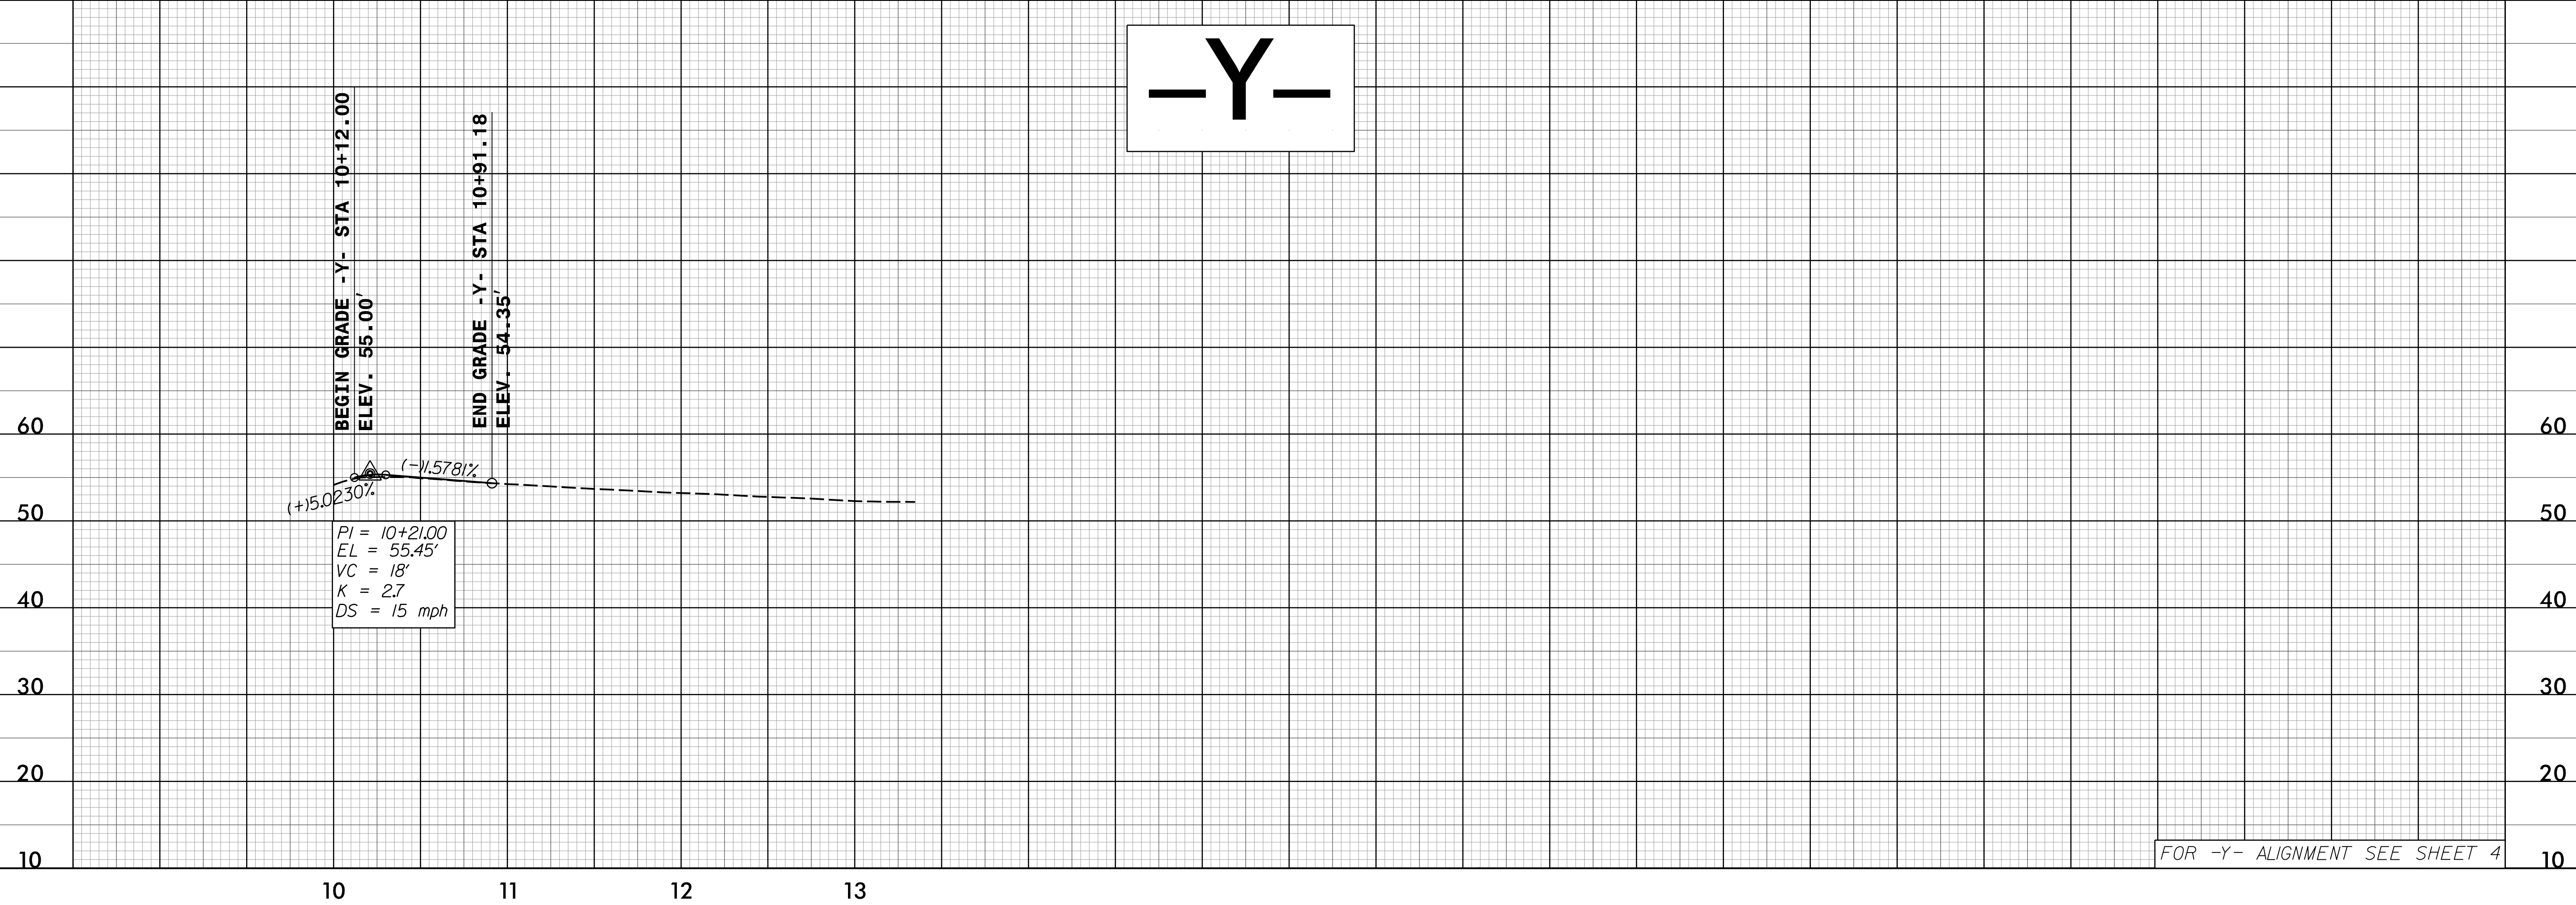 -Y-
BEGIN GRADE -Y- STA 10+12.00
ELEV. 55.00'
END GRADE -Y- STA 10+91.18
ELEV. 54.35'
60
60
(+)5.0230%
(-)1.5781%
50
50
PI = 10+21.00
EL = 55.45'
VC = 18'
K = 2.7
DS = 15 mph
40
40
30
30
20
20
10
10
FOR -Y- ALIGNMENT SEE SHEET 4
10 11 12 13